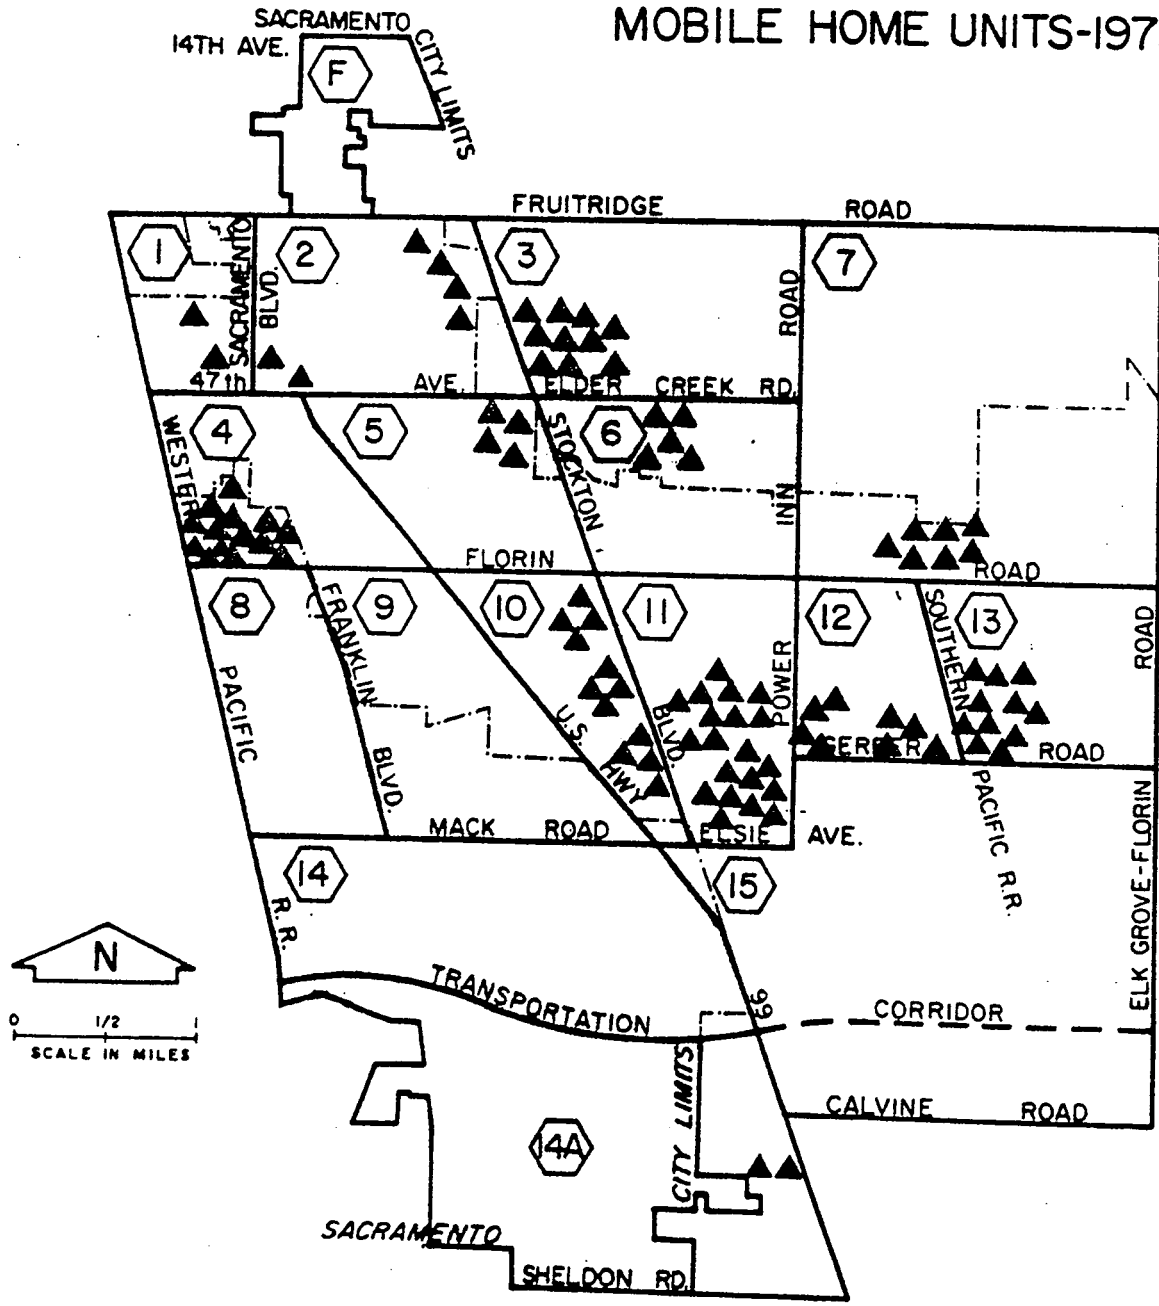 MOBILE HOME UNITS-197
SACRAMENTO
14TH AVE.
CITY LIMITS
F
FRUITRIDGE ROAD
1
SACRAMENTO
BLVD.
2
3
ROAD
7
47th AVE. ELDER CREEK RD.
WESTERN
4
5
STOCKTON
6
INN
FLORIN ROAD
8
FRANKLIN
9
10
11
POWER
12
SOUTHERN
13
ROAD
PACIFIC
BLVD.
U.S.
HWY
BLVD.
GERBER ROAD
MACK ROAD ELSIE AVE.
PACIFIC R.R.
ELK GROVE-FLORIN
14
15
R.R.
N
0 1/2 1
SCALE IN MILES
TRANSPORTATION CORRIDOR
99
CITY LIMITS
CALVINE ROAD
14A
SACRAMENTO
SHELDON RD.